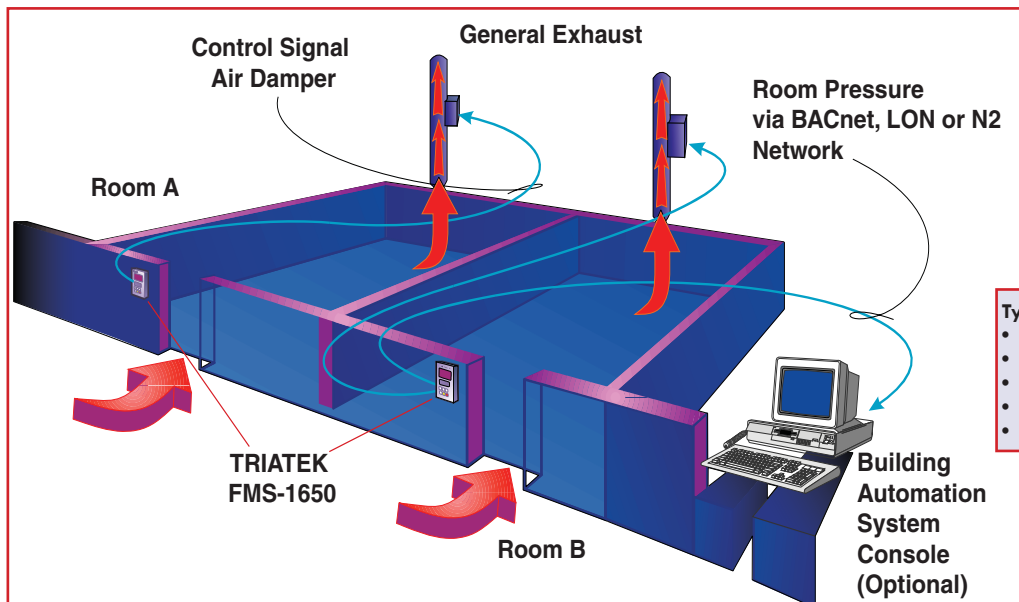 General Exhaust
Control Signal
Air Damper
Room Pressure
via BACnet, LON or N2
Network
Room A
TRIATEK
FMS-1650
Room B
Building
Automation
System
Console
(Optional)